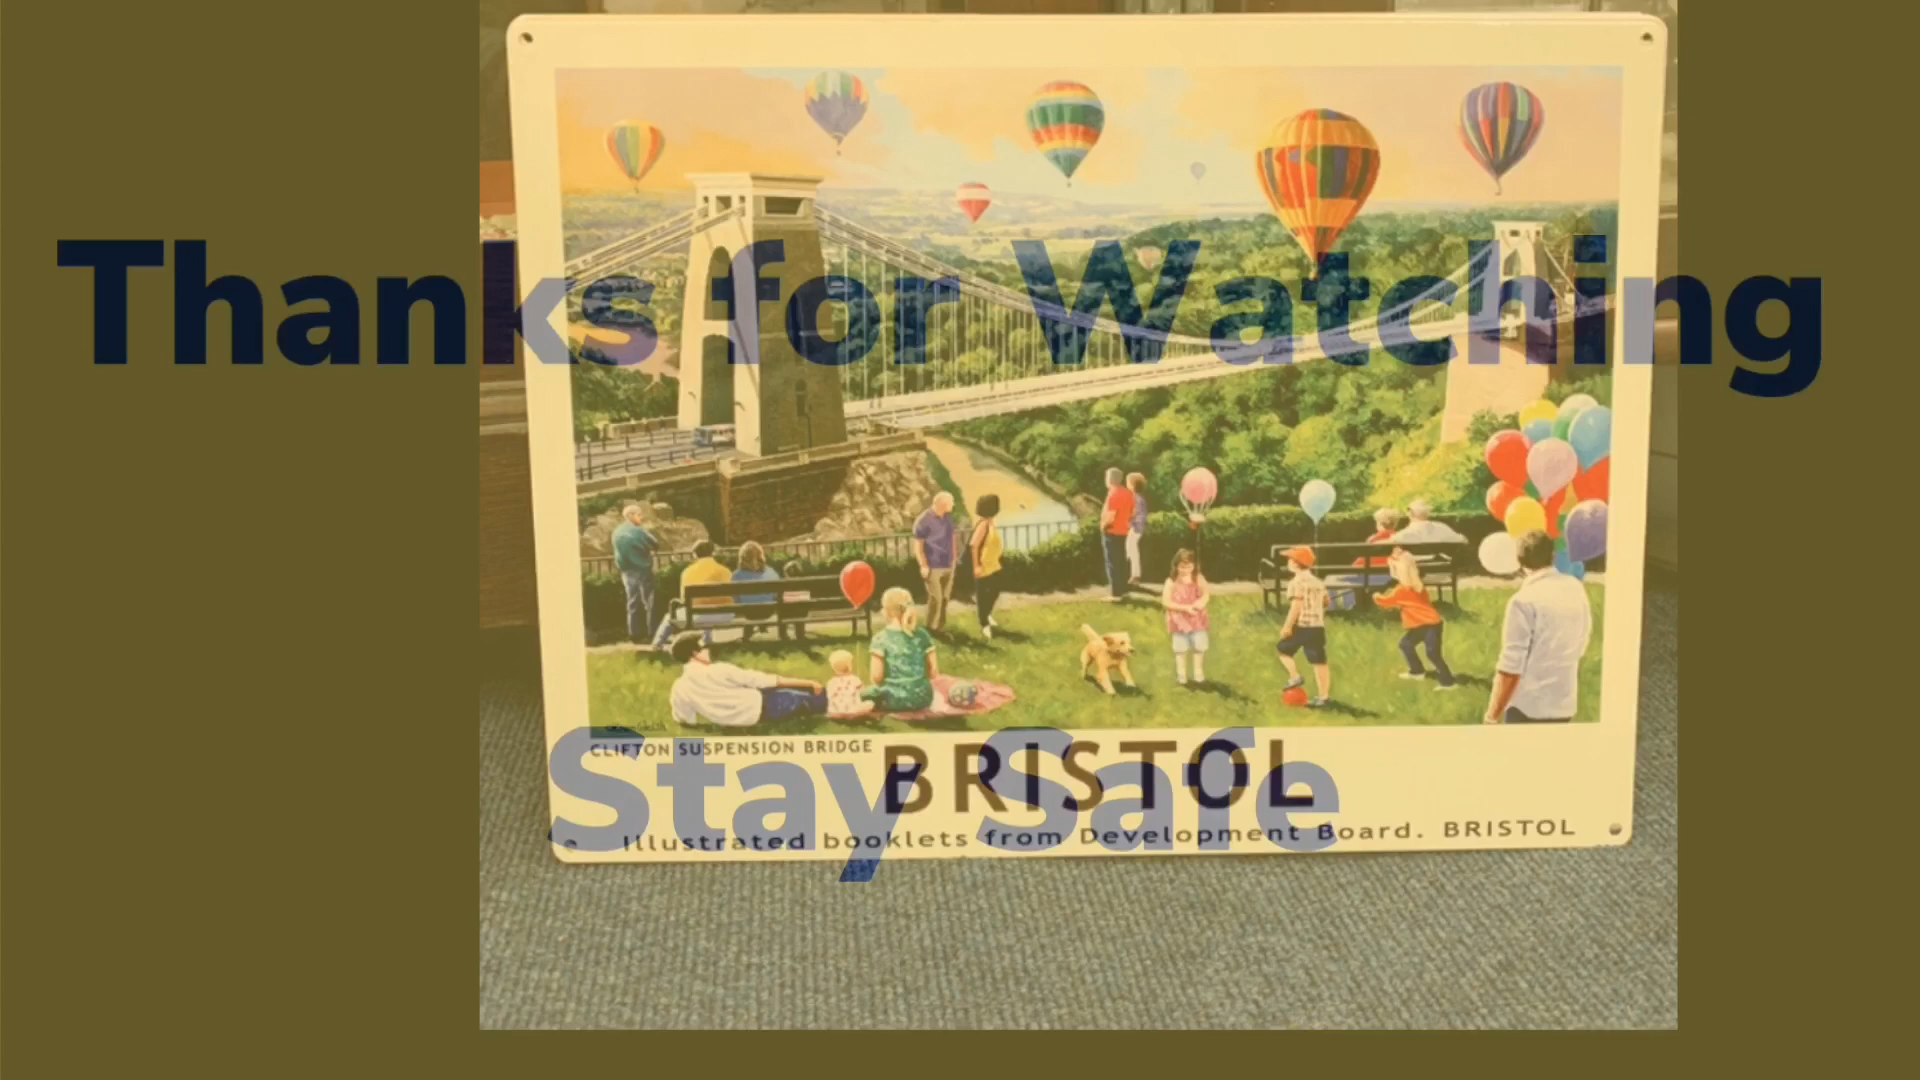 Thanks for Watching
CLIFTON SUSPENSION BRIDGE
BRISTOL
Stay Safe
Illustrated booklets from Development Board. BRISTOL